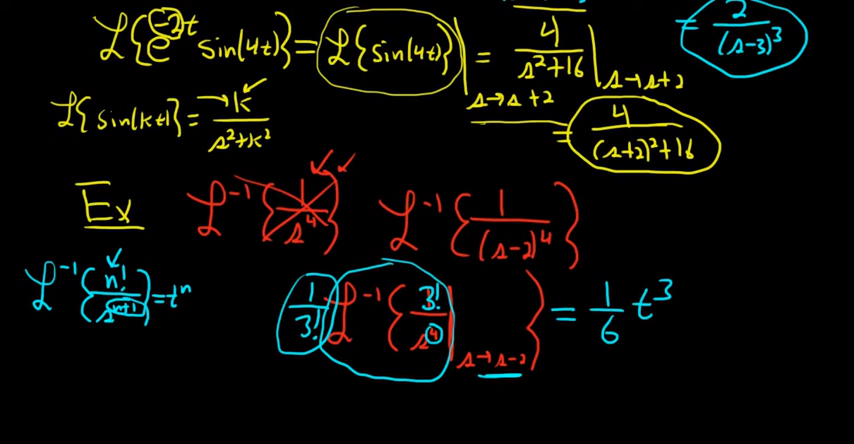 ℒ{e^{-2t} sin(4t)} = ℒ{sin(4t)}|_{s→s+2} = 4/(s²+16)|_{s→s+2}
= 2/(s-3)³
ℒ{sin(kt)} = k/(s²+k²)
= 4/((s+2)²+16)
Ex ℒ⁻¹{1/s⁴} ℒ⁻¹{1/(s-2)⁴}
ℒ⁻¹{n!/s^{n+1}} = tⁿ
1/3! ℒ⁻¹{3!/s⁴|_{s→s-2}} = 1/6 t³